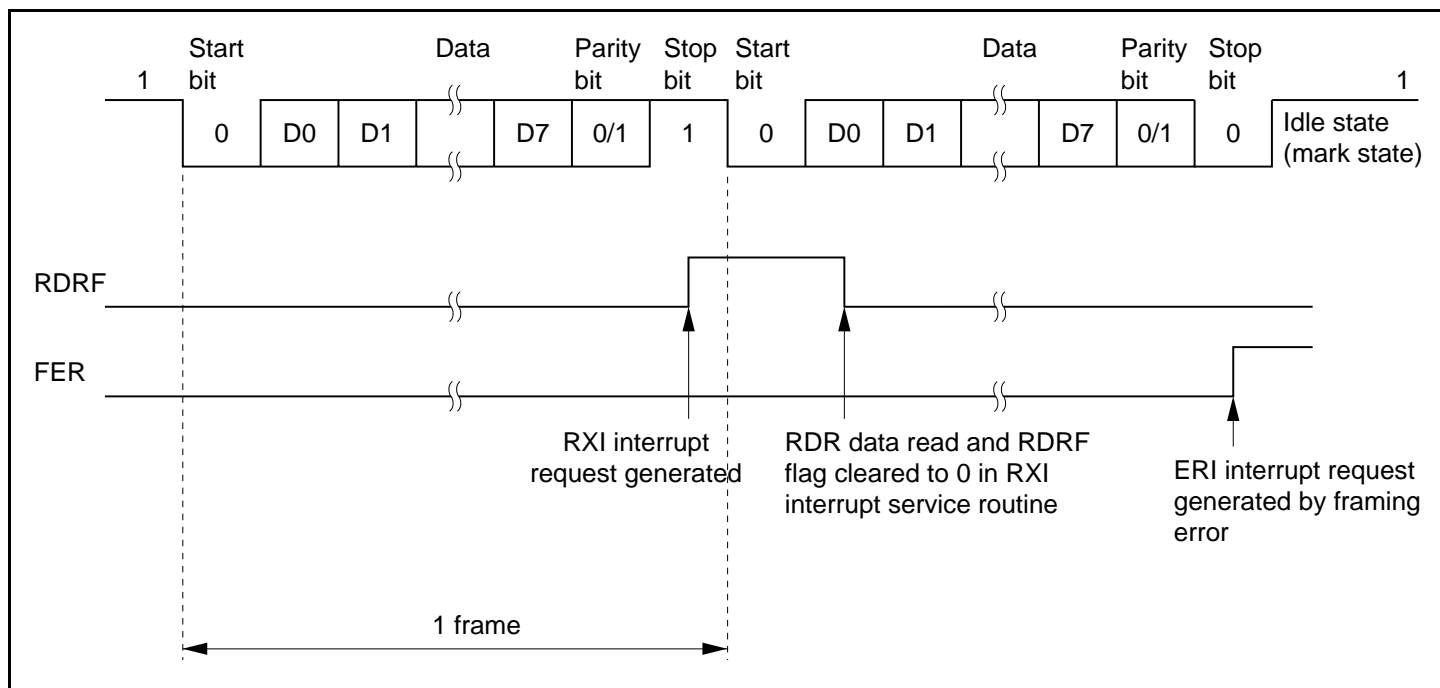 Start bit
Data
Parity bit
Stop bit
Start bit
Data
Parity bit
Stop bit
1
1
0
D0
D1
D7
0/1
1
0
D0
D1
D7
0/1
0
Idle state
(mark state)
RDRF
FER
RXI interrupt
request generated
RDR data read and RDRF
flag cleared to 0 in RXI
interrupt service routine
ERI interrupt request
generated by framing
error
1 frame